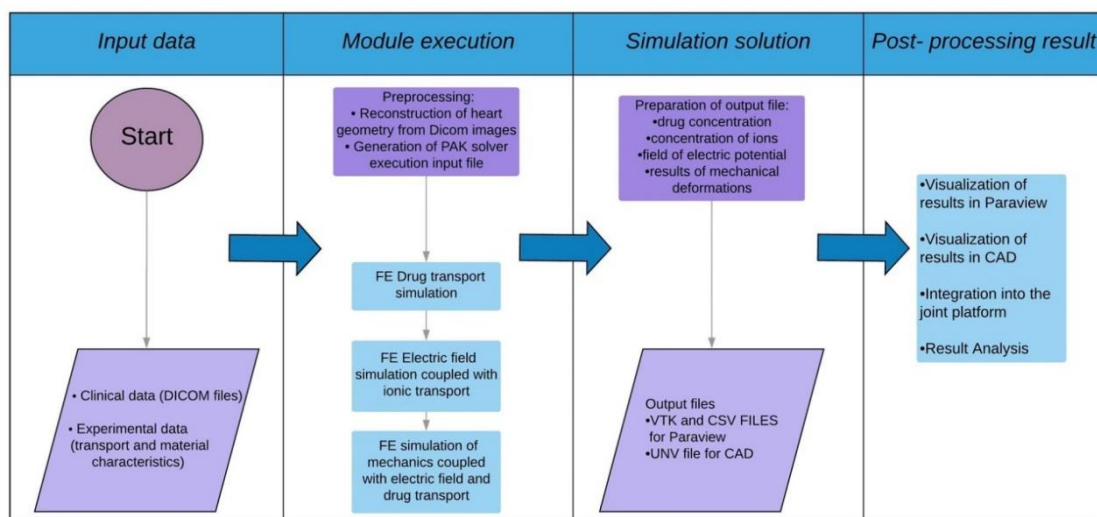 Input data
Module execution
Simulation solution
Post- processing result
Start
• Clinical data (DICOM files)
• Experimental data
(transport and material
characteristics)
Preprocessing:
• Reconstruction of heart
geometry from Dicom images
• Generation of PAK solver
execution input file
FE Drug transport
simulation
FE Electric field
simulation coupled with
ionic transport
FE simulation of
mechanics coupled
with electric field and
drug transport
Preparation of output file:
•drug concentration
•concentration of ions
•field of electric potential
•results of mechanical
deformations
Output files
•VTK and CSV FILES
for Paraview
•UNV file for CAD
•Visualization of
results in Paraview
•Visualization of
results in CAD
•Integration into the
joint platform
•Result Analysis